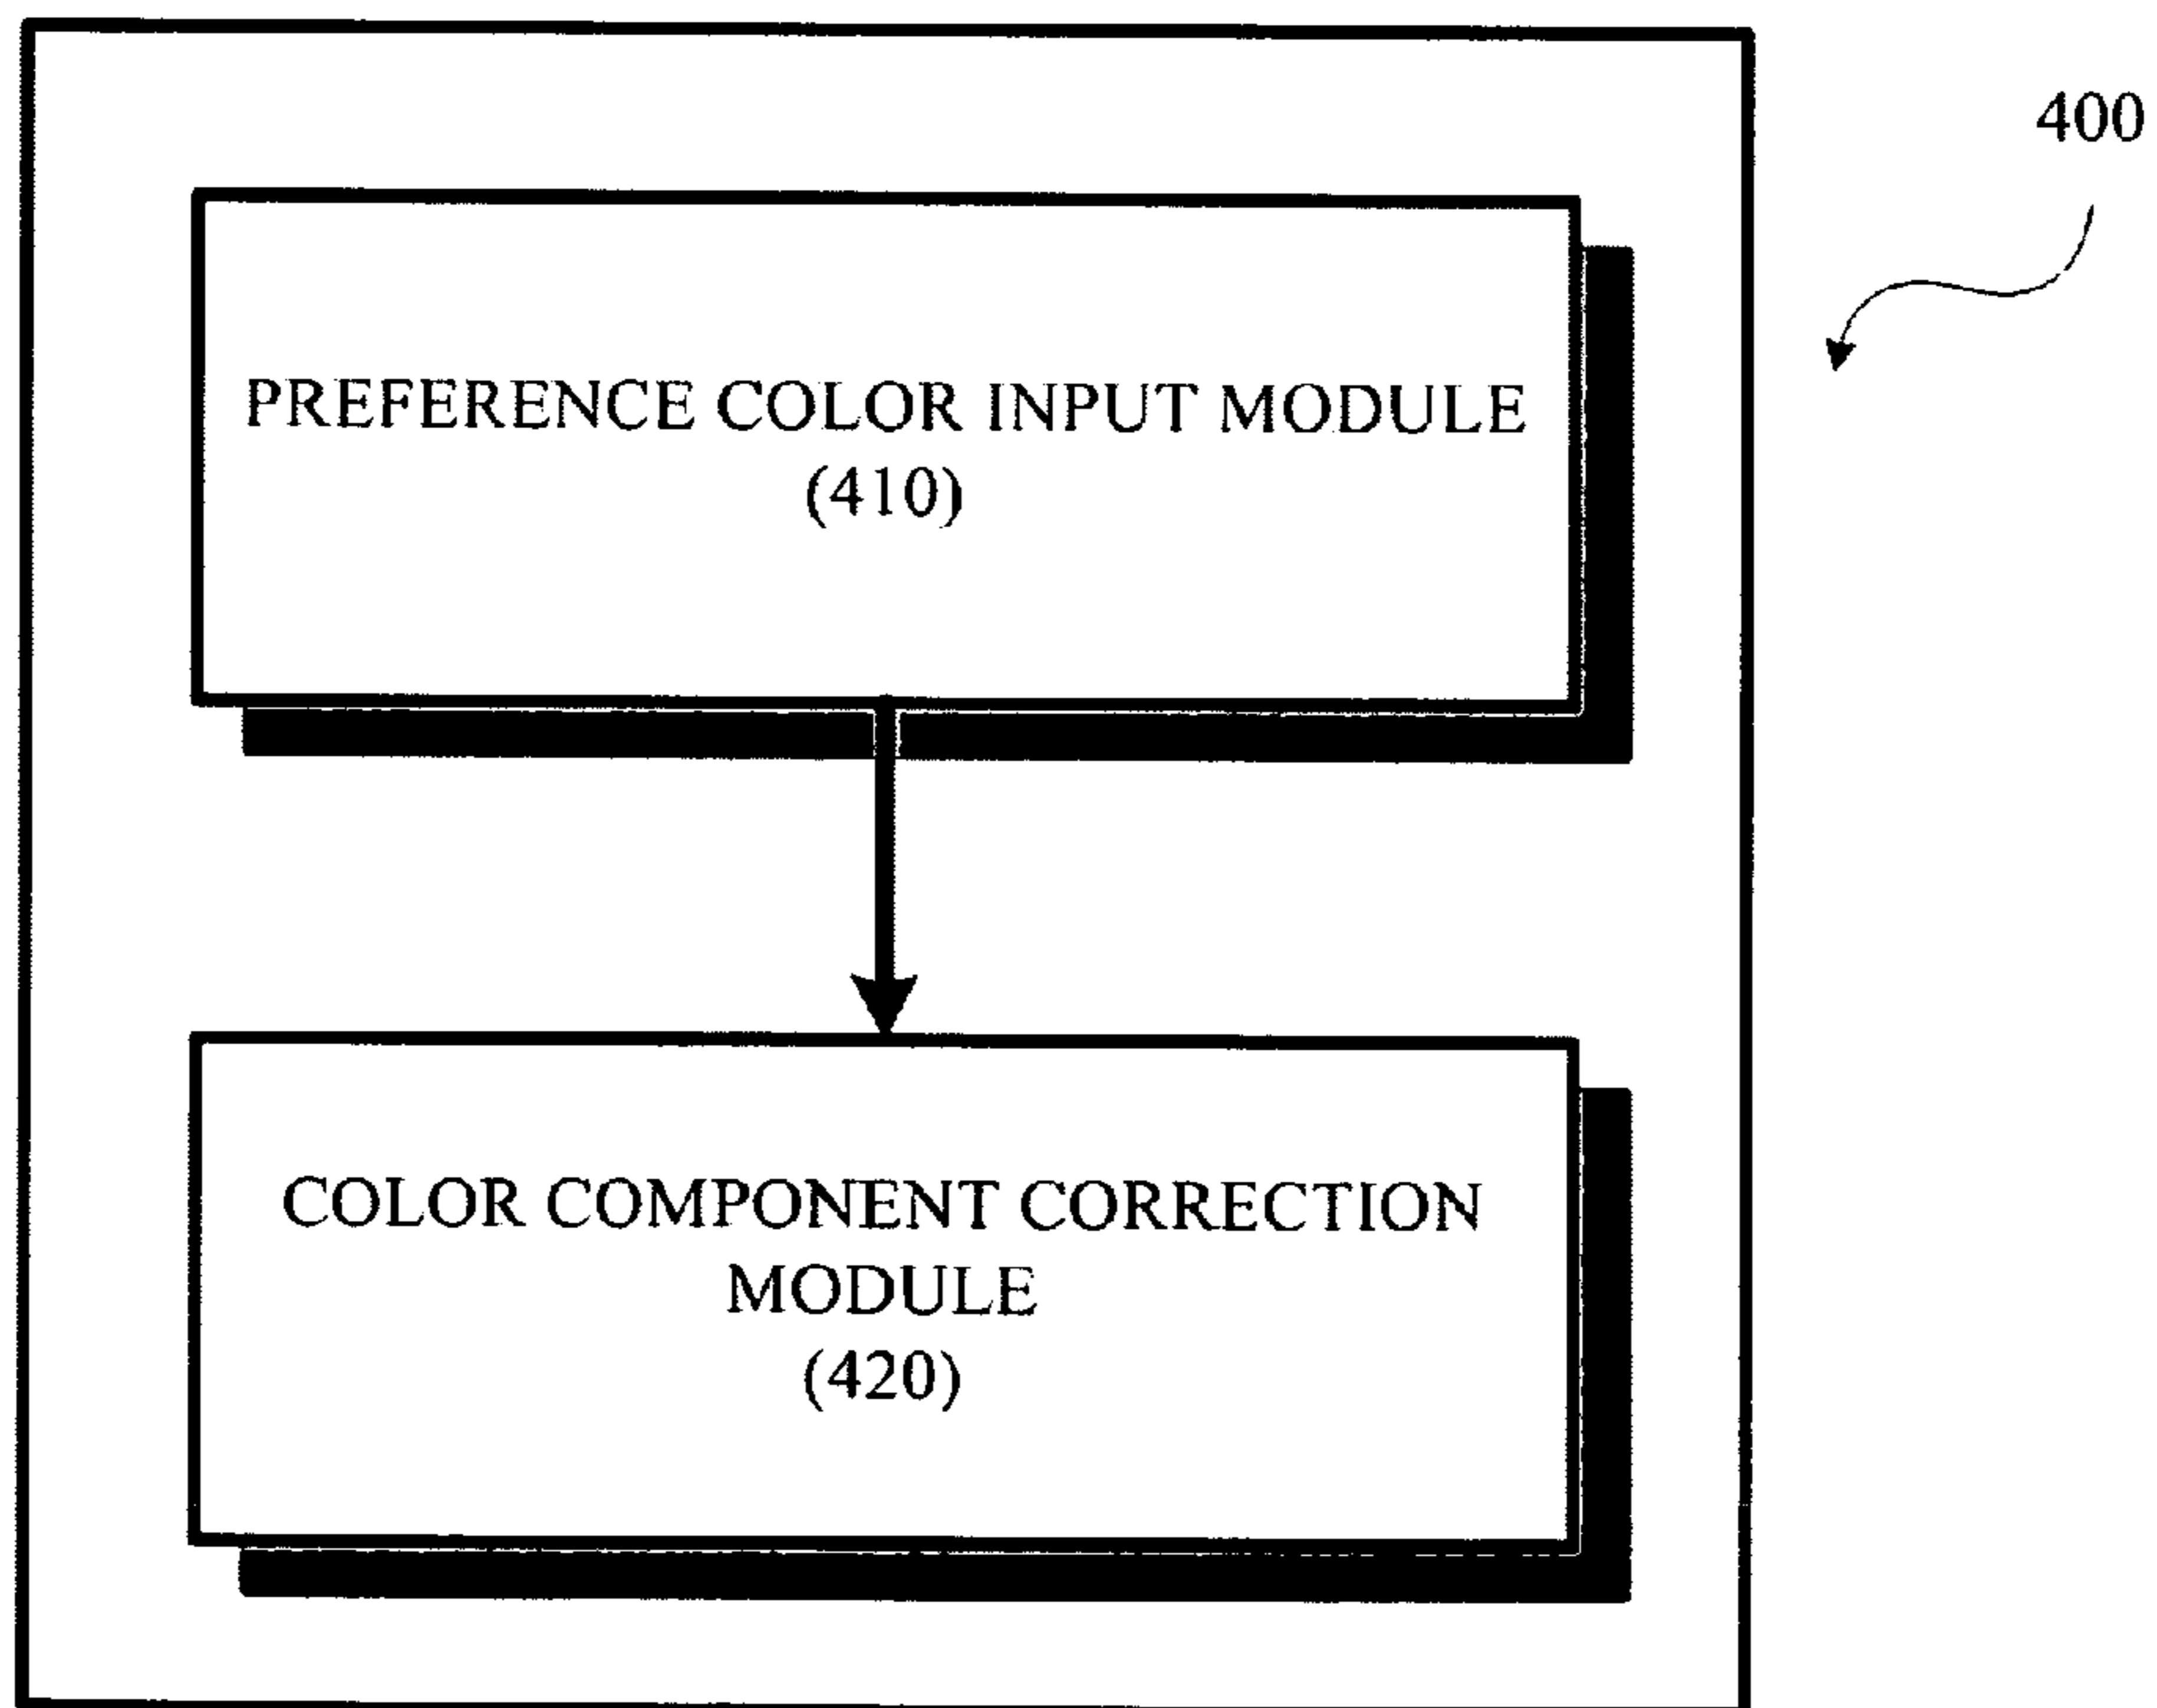 400
PREFERENCE COLOR INPUT MODULE
(410)
COLOR COMPONENT CORRECTION
MODULE
(420)